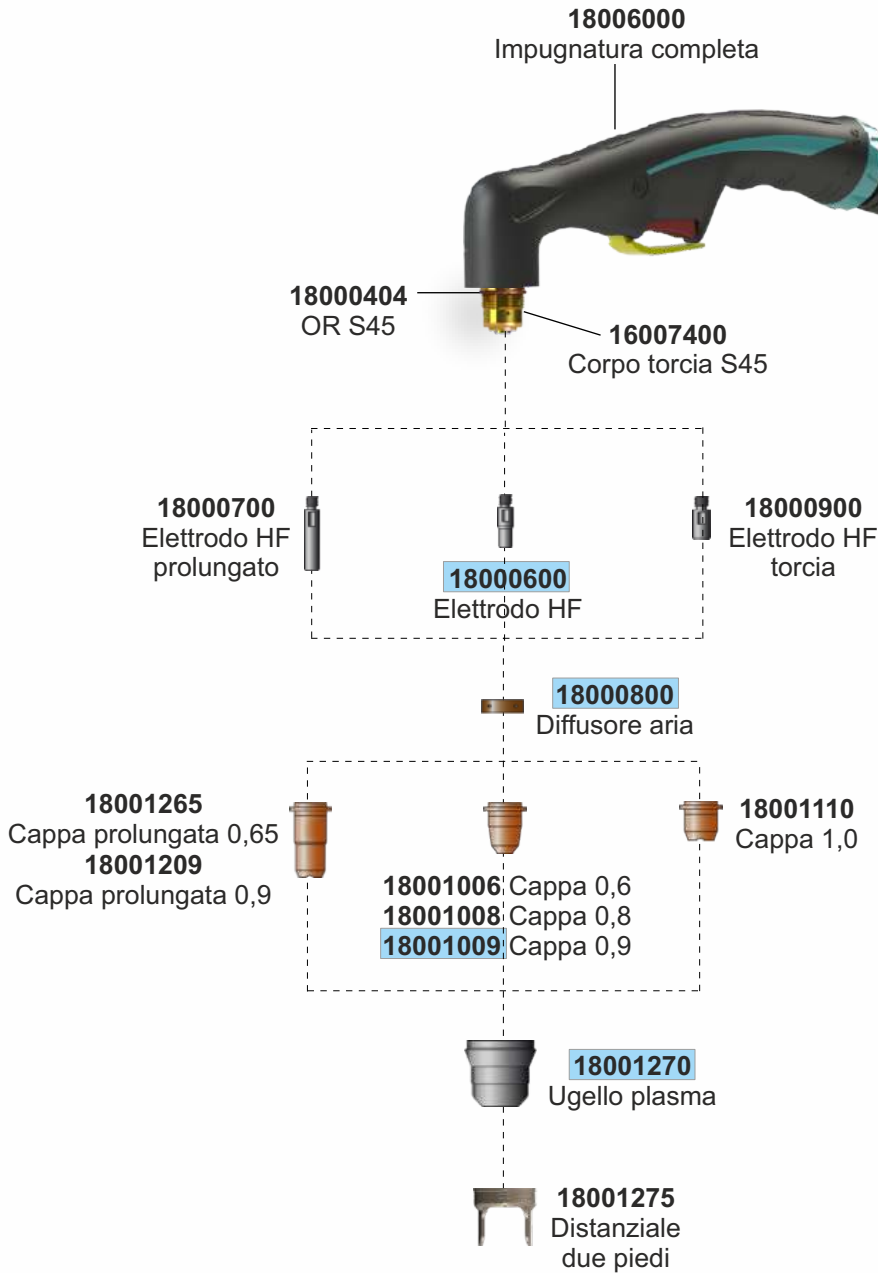 18006000
Impugnatura completa
18000404
OR S45
16007400
Corpo torcia S45
18000700
Elettrodo HF
prolungato
18000600
Elettrodo HF
18000900
Elettrodo HF
torcia
18000800
Diffusore aria
18001265
Cappa prolungata 0,65
18001209
Cappa prolungata 0,9
18001006 Cappa 0,6
18001008 Cappa 0,8
18001009 Cappa 0,9
18001110
Cappa 1,0
18001270
Ugello plasma
18001275
Distanziale
due piedi